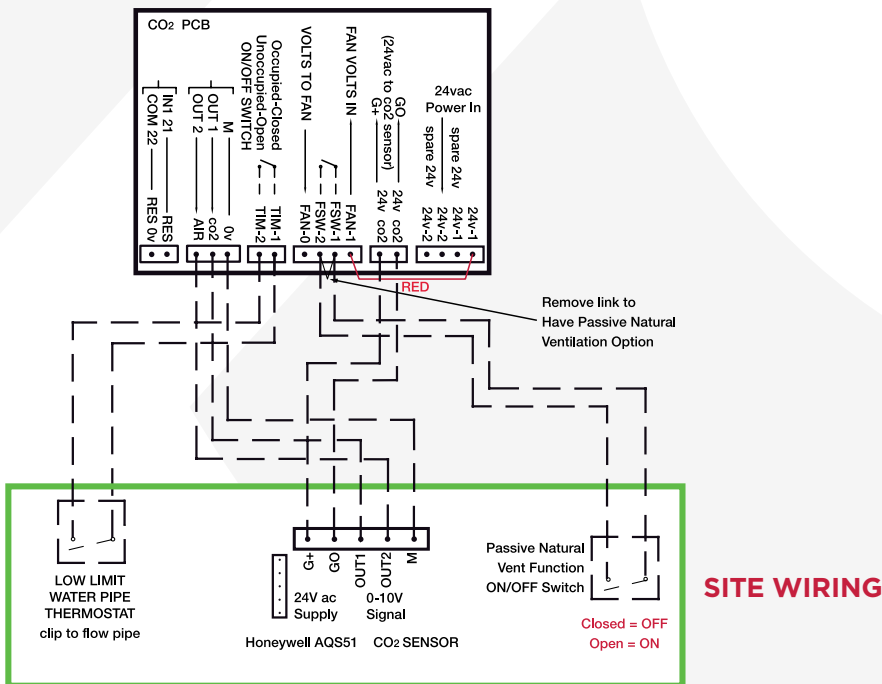 CO2 PCB
COM 22
IN1 21
RES 0v
RES
OUT 2
OUT 1
M
AIR
co2
0v
ON/OFF SWITCH
Unoccupied-Open
Occupied-Closed
TIM-2
TIM-1
VOLTS TO FAN
FAN VOLTS IN
FAN-0
FSW-2
FSW-1
FAN-1
G+
(24vac to co2 sensor)
GO
24v co2
24v co2
24vac
Power In
spare 24v
spare 24v
24v-2
24v-2
24v-1
24v-1
RED
Remove link to
Have Passive Natural
Ventilation Option
LOW LIMIT
WATER PIPE
THERMOSTAT
clip to flow pipe
G+
GO
OUT1
OUT2
M
24V ac
Supply
0-10V
Signal
Honeywell AQS51 CO2 SENSOR
Passive Natural
Vent Function
ON/OFF Switch
Closed = OFF
Open = ON
SITE WIRING